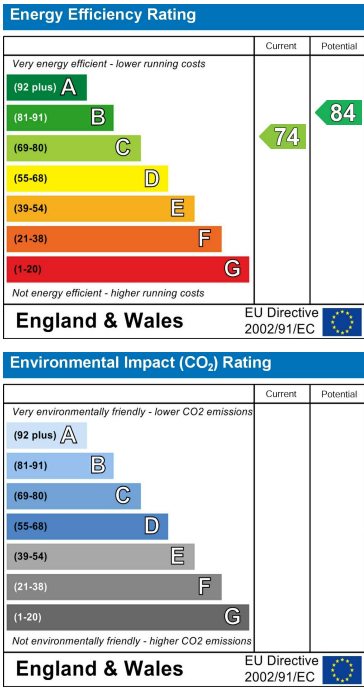 Energy Efficiency Rating
Current Potential
Very energy efficient - lower running costs
(92 plus) A
(81-91) B
(69-80) C
(55-68) D
(39-54) E
(21-38) F
(1-20) G
74
84
Not energy efficient - higher running costs
England & Wales
EU Directive
2002/91/EC
Environmental Impact (CO₂) Rating
Current Potential
Very environmentally friendly - lower CO2 emissions
(92 plus) A
(81-91) B
(69-80) C
(55-68) D
(39-54) E
(21-38) F
(1-20) G
Not environmentally friendly - higher CO2 emissions
England & Wales
EU Directive
2002/91/EC